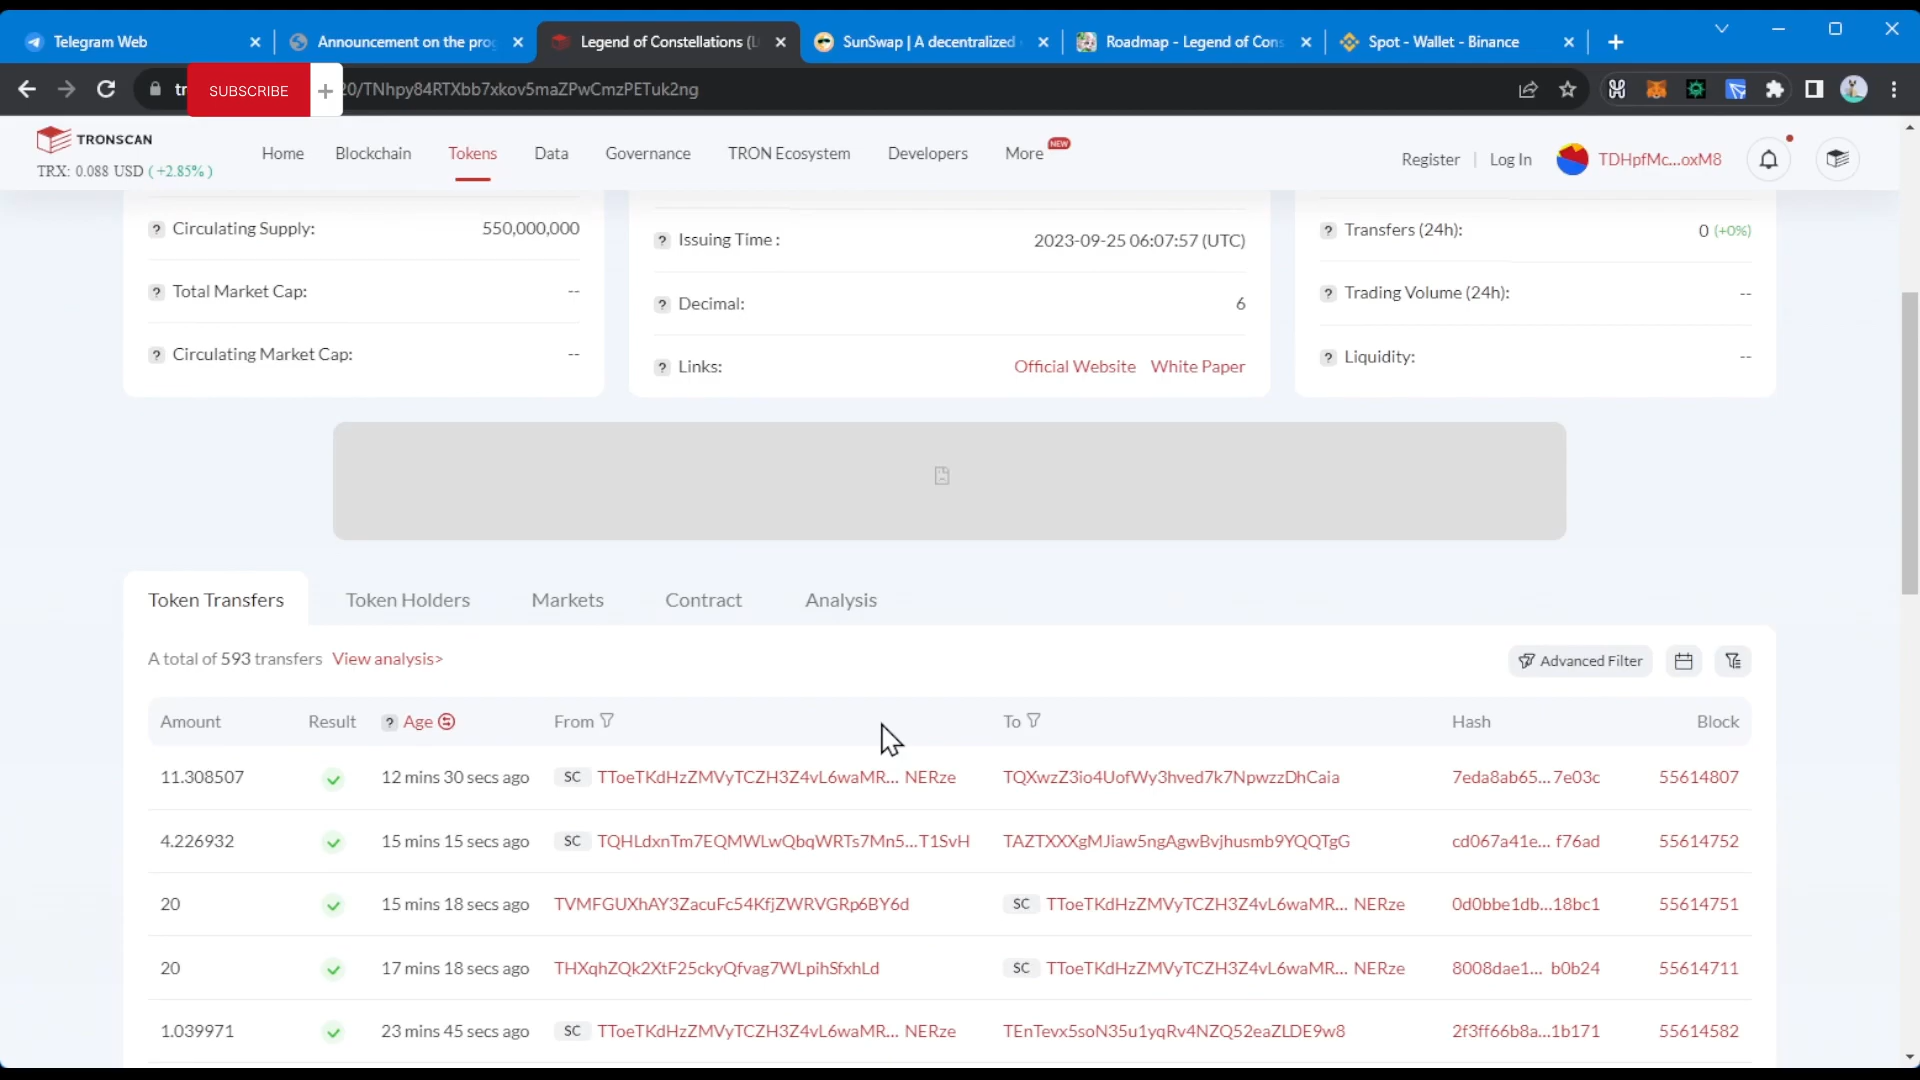 Telegram Web
Announcement on the prog
Legend of Constellations (L
SunSwap | A decentralized
Roadmap - Legend of Cons
Spot - Wallet - Binance
tr
SUBSCRIBE
20/TNhpy84RTXbb7xkov5maZPwCmzPETuk2ng
TRONSCAN
TRX: 0.088 USD ( +2.85% )
Home
Blockchain
Tokens
Data
Governance
TRON Ecosystem
Developers
More
NEW
Register | Log In
TDHpfMc...oxM8
Circulating Supply: 550,000,000
Total Market Cap: --
Circulating Market Cap: --
Issuing Time : 2023-09-25 06:07:57 (UTC)
Decimal: 6
Links: Official Website White Paper
Transfers (24h): 0 (+0%)
Trading Volume (24h): --
Liquidity: --
Token Transfers
Token Holders
Markets
Contract
Analysis
A total of 593 transfers View analysis>
Advanced Filter
Amount Result ? Age From To Hash Block
11.308507 12 mins 30 secs ago SC TToeTKdHzZMVyTCZH3Z4vL6waMR... NERze TQXwzZ3io4UofWy3hved7k7NpwzzDhCaia 7eda8ab65...7e03c 55614807
4.226932 15 mins 15 secs ago SC TQHLdxnTm7EQMWLwQbqWRTs7Mn5...T1SvH TAZTXXXgMJiaw5ngAgwBvjhusmb9YQQTgG cd067a41e... f76ad 55614752
20 15 mins 18 secs ago TVMFGUXhAY3ZacuFc54KfjZWRVGRp6BY6d SC TToeTKdHzZMVyTCZH3Z4vL6waMR... NERze 0d0bbe1db...18bc1 55614751
20 17 mins 18 secs ago THXqhZQk2XtF25ckyQfvag7WLpihSfxhLd SC TToeTKdHzZMVyTCZH3Z4vL6waMR... NERze 8008dae1... b0b24 55614711
1.039971 23 mins 45 secs ago SC TToeTKdHzZMVyTCZH3Z4vL6waMR... NERze TEnTevx5soN35u1yqRv4NZQ52eaZLDE9w8 2f3ff66b8a...1b171 55614582